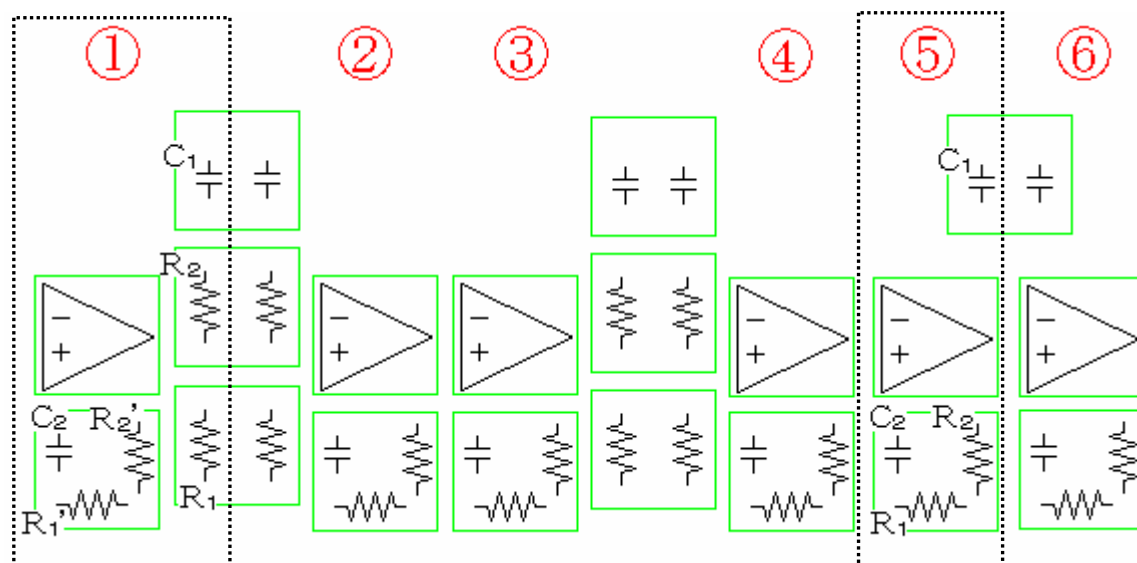 ① ② ③ ④ ⑤ ⑥
C₁ C₁
R₂
− + − + − + − + − + − +
C₂ R₂' C₂ R₂
R₁' R₁ R₁